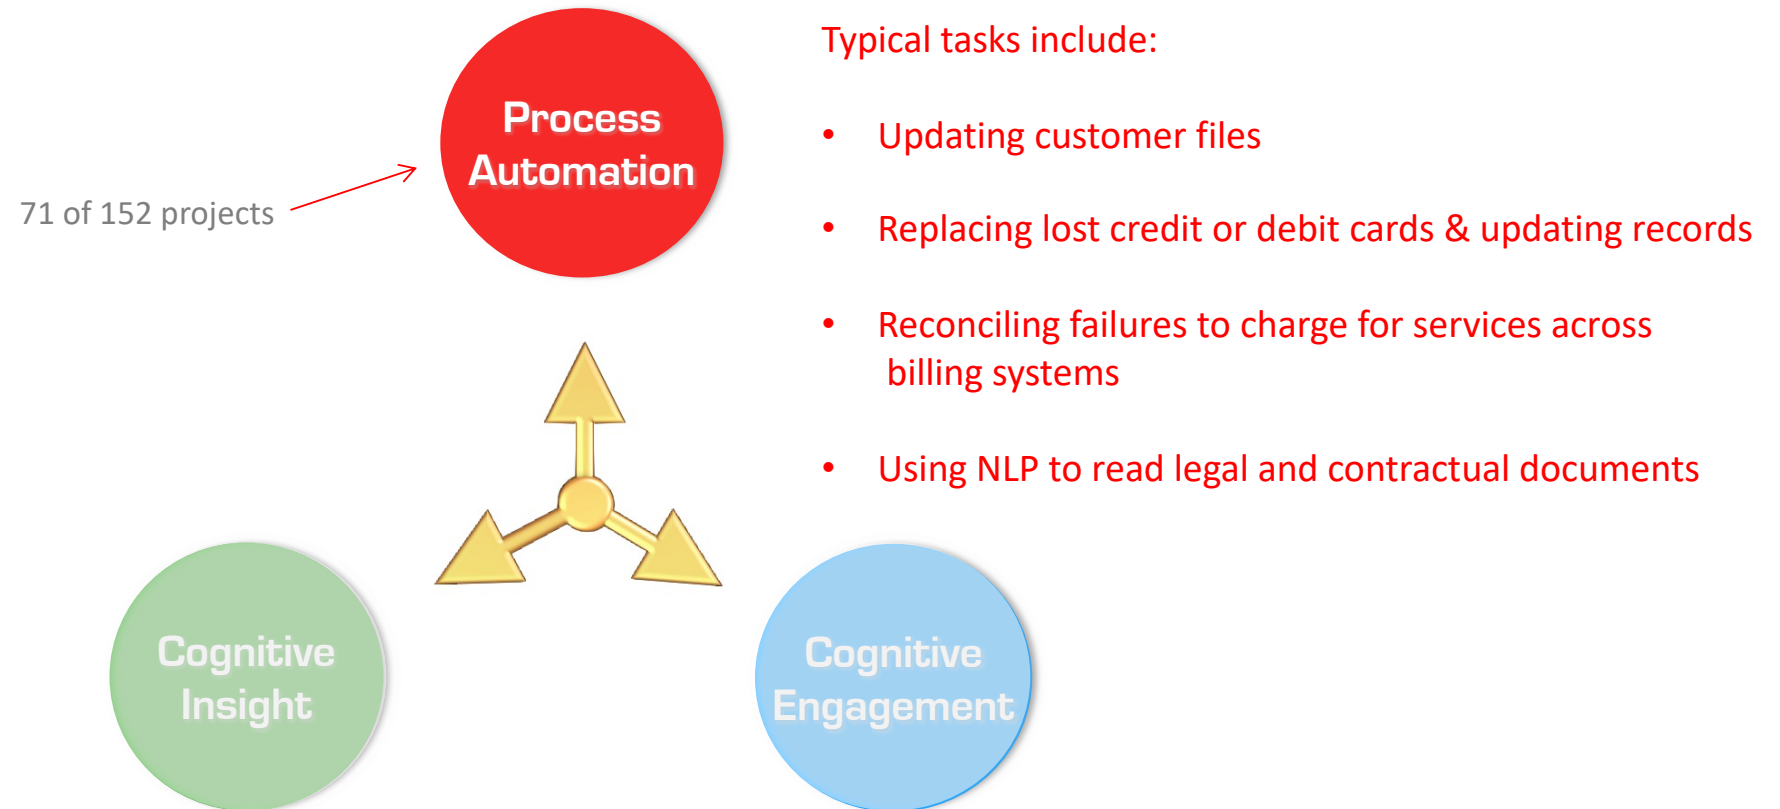 Process
Automation
71 of 152 projects
Typical tasks include:
• Updating customer files
• Replacing lost credit or debit cards & updating records
• Reconciling failures to charge for services across
billing systems
• Using NLP to read legal and contractual documents
Cognitive
Insight
Cognitive
Engagement